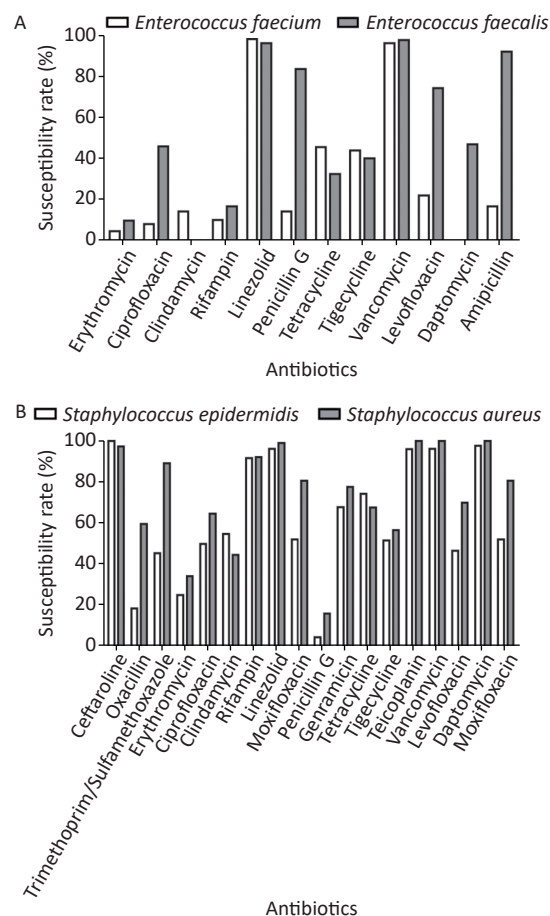 A
Enterococcus faecium Enterococcus faecalis
Susceptibility rate (%)
100
80
60
40
20
0
Erythromycin
Ciprofloxacin
Clindamycin
Rifampin
Linezolid
Penicillin G
Tetracycline
Tigecycline
Vancomycin
Levofloxacin
Daptomycin
Amipicillin
Antibiotics
B
Staphylococcus epidermidis Staphylococcus aureus
Susceptibility rate (%)
100
80
60
40
20
0
Ceftaroline
Oxacillin
Trimethoprim/Sulfamethoxazole
Erythromycin
Ciprofloxacin
Clindamycin
Rifampin
Linezolid
Moxifloxacin
Penicillin G
Genramicin
Tetracycline
Tigecycline
Teicoplanin
Vancomycin
Levofloxacin
Daptomycin
Moxifloxacin
Antibiotics